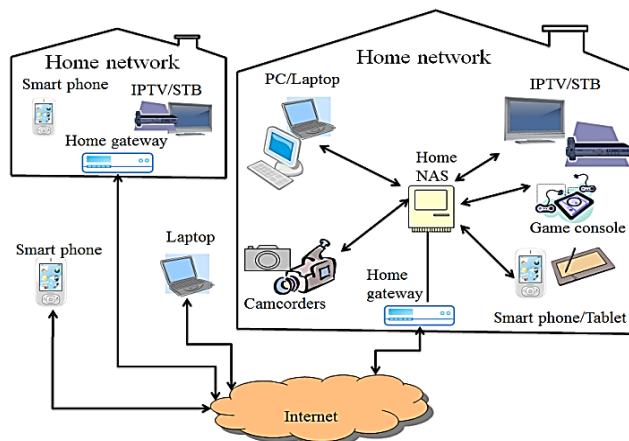 Home network
Smart phone
IPTV/STB
Home gateway
Smart phone
Laptop
Home network
PC/Laptop
IPTV/STB
Home
NAS
Game console
Camcorders
Home
gateway
Smart phone/Tablet
Internet